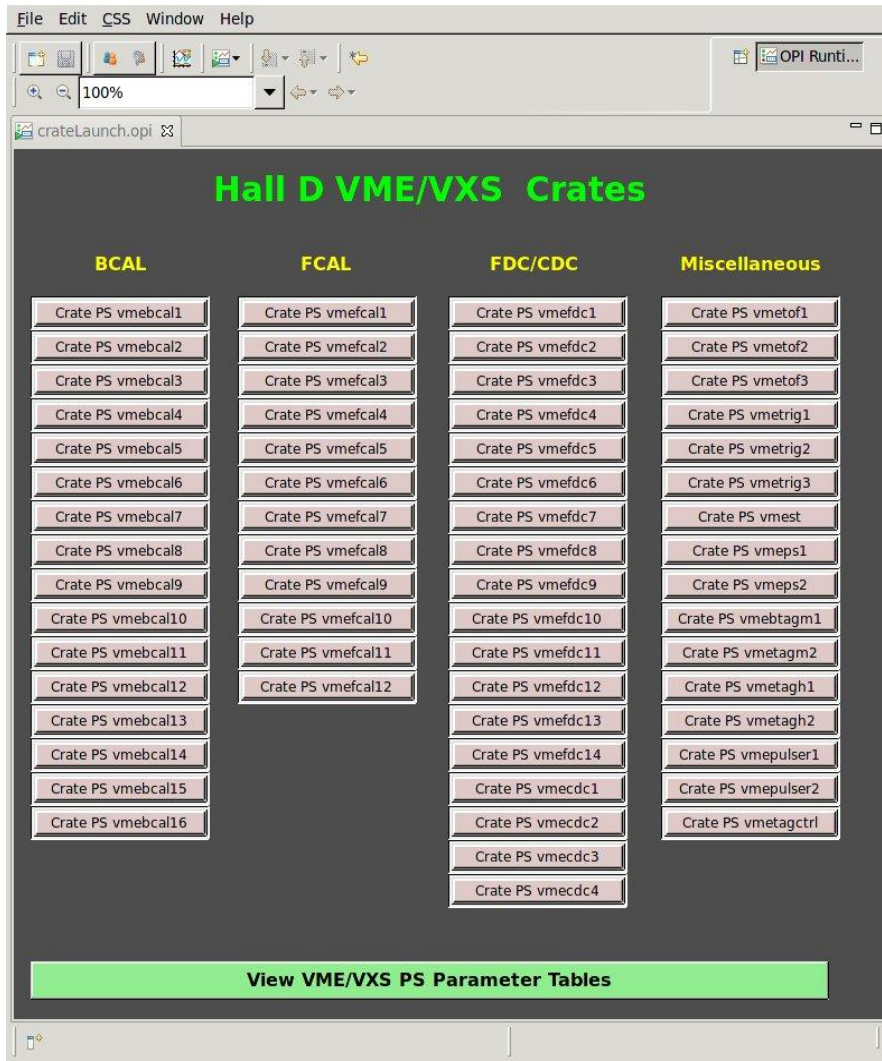 File Edit CSS Window Help
OPI Runti...
100%
crateLaunch.opi
Hall D VME/VXS Crates
BCAL FCAL FDC/CDC Miscellaneous
Crate PS vmebcal1 Crate PS vmefcal1 Crate PS vmefdc1 Crate PS vmetof1
Crate PS vmebcal2 Crate PS vmefcal2 Crate PS vmefdc2 Crate PS vmetof2
Crate PS vmebcal3 Crate PS vmefcal3 Crate PS vmefdc3 Crate PS vmetof3
Crate PS vmebcal4 Crate PS vmefcal4 Crate PS vmefdc4 Crate PS vmetrig1
Crate PS vmebcal5 Crate PS vmefcal5 Crate PS vmefdc5 Crate PS vmetrig2
Crate PS vmebcal6 Crate PS vmefcal6 Crate PS vmefdc6 Crate PS vmetrig3
Crate PS vmebcal7 Crate PS vmefcal7 Crate PS vmefdc7 Crate PS vmest
Crate PS vmebcal8 Crate PS vmefcal8 Crate PS vmefdc8 Crate PS vmeps1
Crate PS vmebcal9 Crate PS vmefcal9 Crate PS vmefdc9 Crate PS vmeps2
Crate PS vmebcal10 Crate PS vmefcal10 Crate PS vmefdc10 Crate PS vmebtagm1
Crate PS vmebcal11 Crate PS vmefcal11 Crate PS vmefdc11 Crate PS vmetagm2
Crate PS vmebcal12 Crate PS vmefcal12 Crate PS vmefdc12 Crate PS vmetagh1
Crate PS vmebcal13 Crate PS vmefdc13 Crate PS vmetagh2
Crate PS vmebcal14 Crate PS vmefdc14 Crate PS vmepulser1
Crate PS vmebcal15 Crate PS vmecdc1 Crate PS vmepulser2
Crate PS vmebcal16 Crate PS vmecdc2 Crate PS vmetagctrl
Crate PS vmecdc3
Crate PS vmecdc4
View VME/VXS PS Parameter Tables